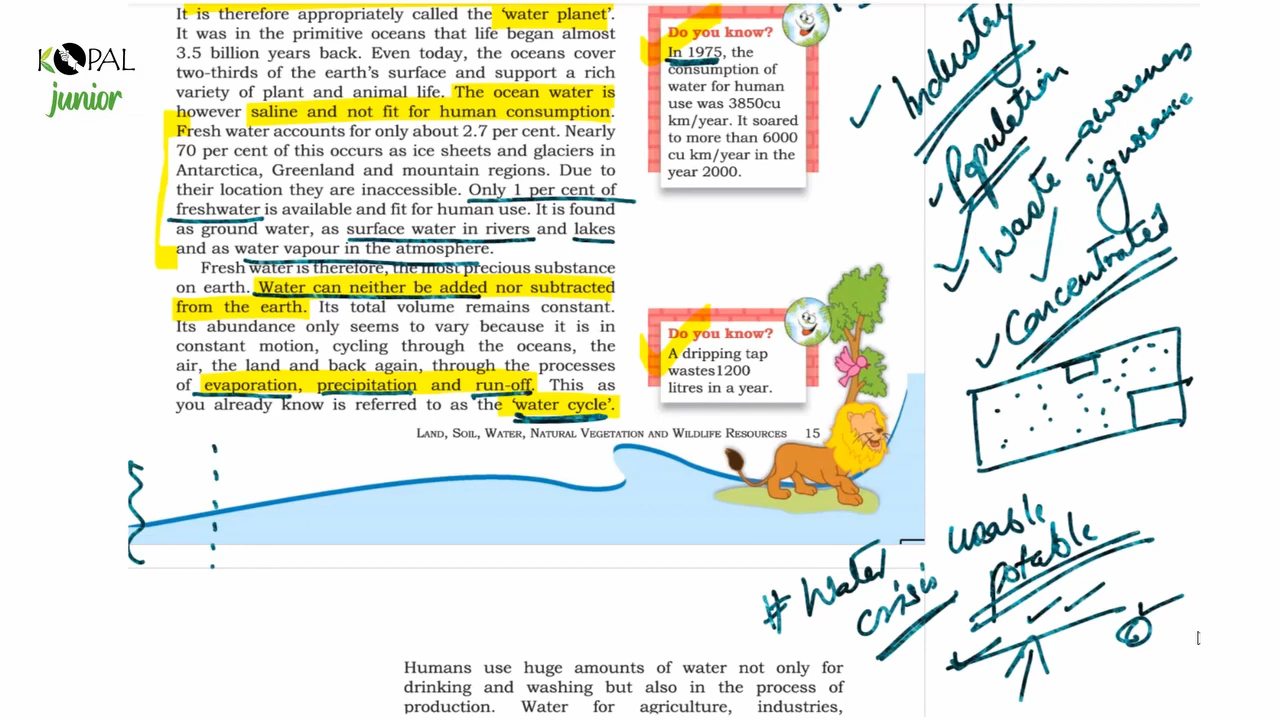 KOPAL
junior
It is therefore appropriately called the ‘water planet’.
It was in the primitive oceans that life began almost
3.5 billion years back. Even today, the oceans cover
two-thirds of the earth’s surface and support a rich
variety of plant and animal life. The ocean water is
however saline and not fit for human consumption.
Fresh water accounts for only about 2.7 per cent. Nearly
70 per cent of this occurs as ice sheets and glaciers in
Antarctica, Greenland and mountain regions. Due to
their location they are inaccessible. Only 1 per cent of
freshwater is available and fit for human use. It is found
as ground water, as surface water in rivers and lakes
and as water vapour in the atmosphere.
Fresh water is therefore, the most precious substance
on earth. Water can neither be added nor subtracted
from the earth. Its total volume remains constant.
Its abundance only seems to vary because it is in
constant motion, cycling through the oceans, the
air, the land and back again, through the processes
of evaporation, precipitation and run-off. This as
you already know is referred to as the ‘water cycle’.
Do you know?
In 1975, the
consumption of
water for human
use was 3850cu
km/year. It soared
to more than 6000
cu km/year in the
year 2000.
Do you know?
A dripping tap
wastes1200
litres in a year.
Land, Soil, Water, Natural Vegetation and Wildlife Resources 15
Industry
Population
Waste
- awareness
ignorance
Concentrated
usable
potable
# Water
crisis
Humans use huge amounts of water not only for
drinking and washing but also in the process of
production. Water for agriculture, industries,